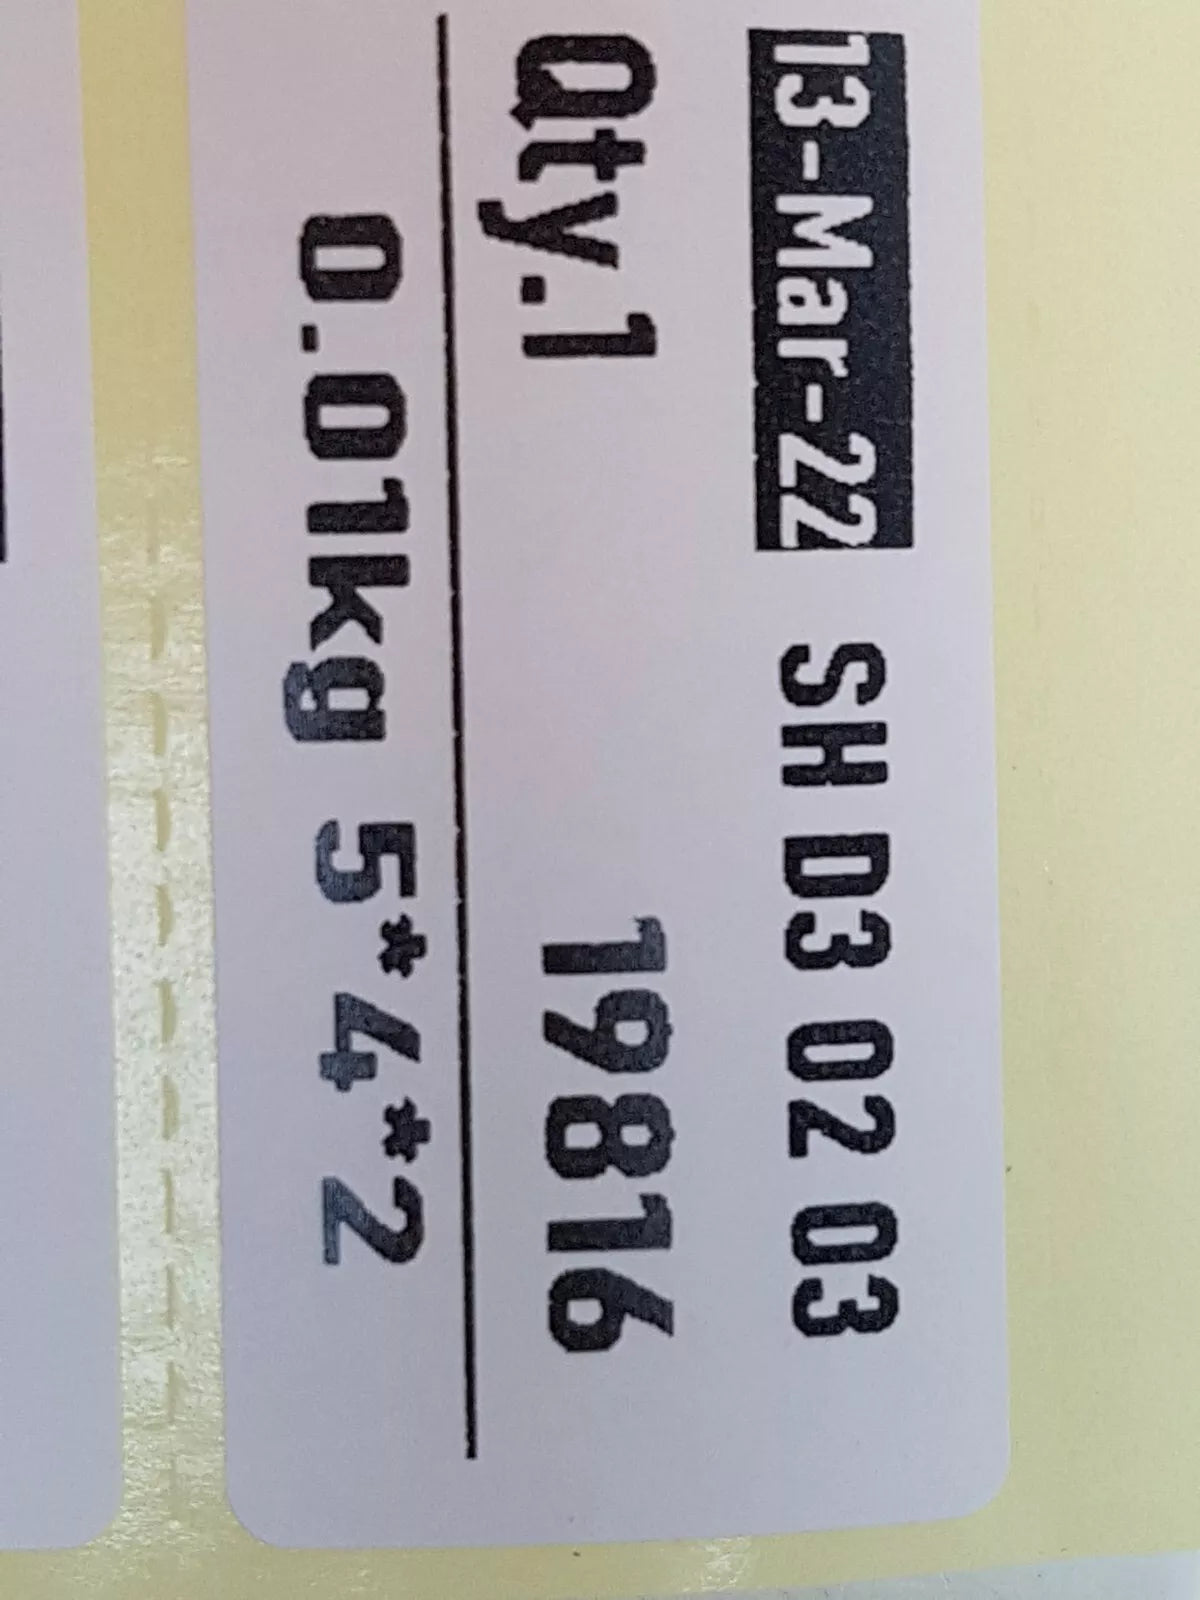 13-Mar-22 SH D3 02 03
Qty.1 19816
0.01kg 5*4*2